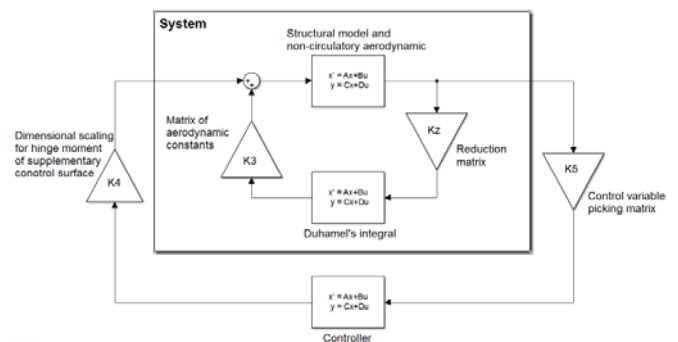 System
Structural model and
non-circulatory aerodynamic
x' = Ax+Bu
y = Cx+Du
Matrix of
aerodynamic
constants
K3
Kz
Reduction
matrix
x' = Ax+Bu
y = Cx+Du
Duhamel's integral
Dimensional scaling
for hinge moment
of supplementary
conotrol surface
K4
K5
Control variable
picking matrix
x' = Ax+Bu
y = Cx+Du
Controller